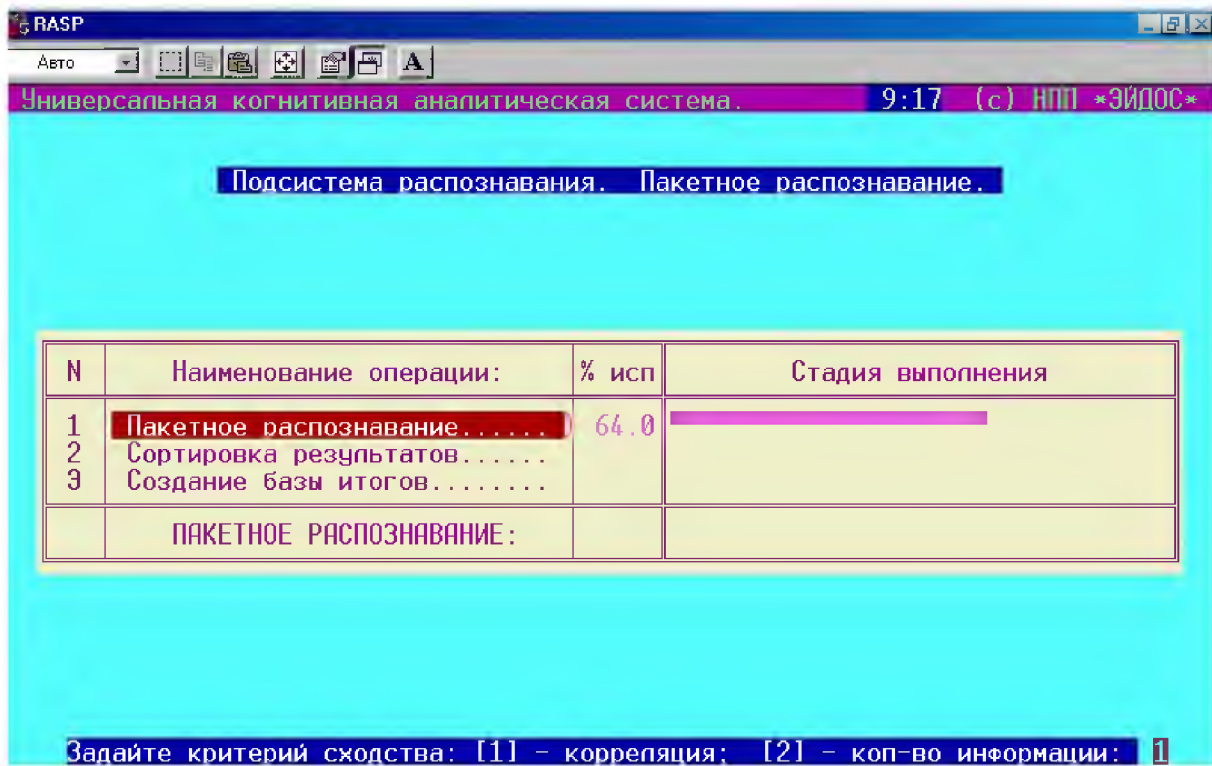 RASP
Авто
A
Универсальная когнитивная аналитическая система. 9:17 (c) НПП *ЭЙДОС*
Подсистема распознавания. Пакетное распознавание.
N Наименование операции: % исп Стадия выполнения
1 Пакетное распознавание...... 64.0
2 Сортировка результатов......
3 Создание базы итогов........
ПАКЕТНОЕ РАСПОЗНАВАНИЕ:
Задайте критерий сходства: [1] - корреляция; [2] - кол-во информации: 1